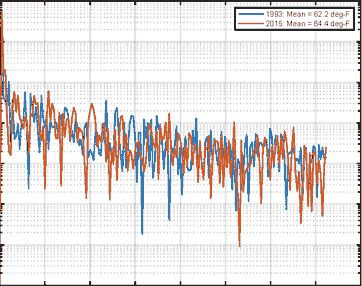 1993: Mean = 62.2 deg-F
2015: Mean = 64.4 deg-F